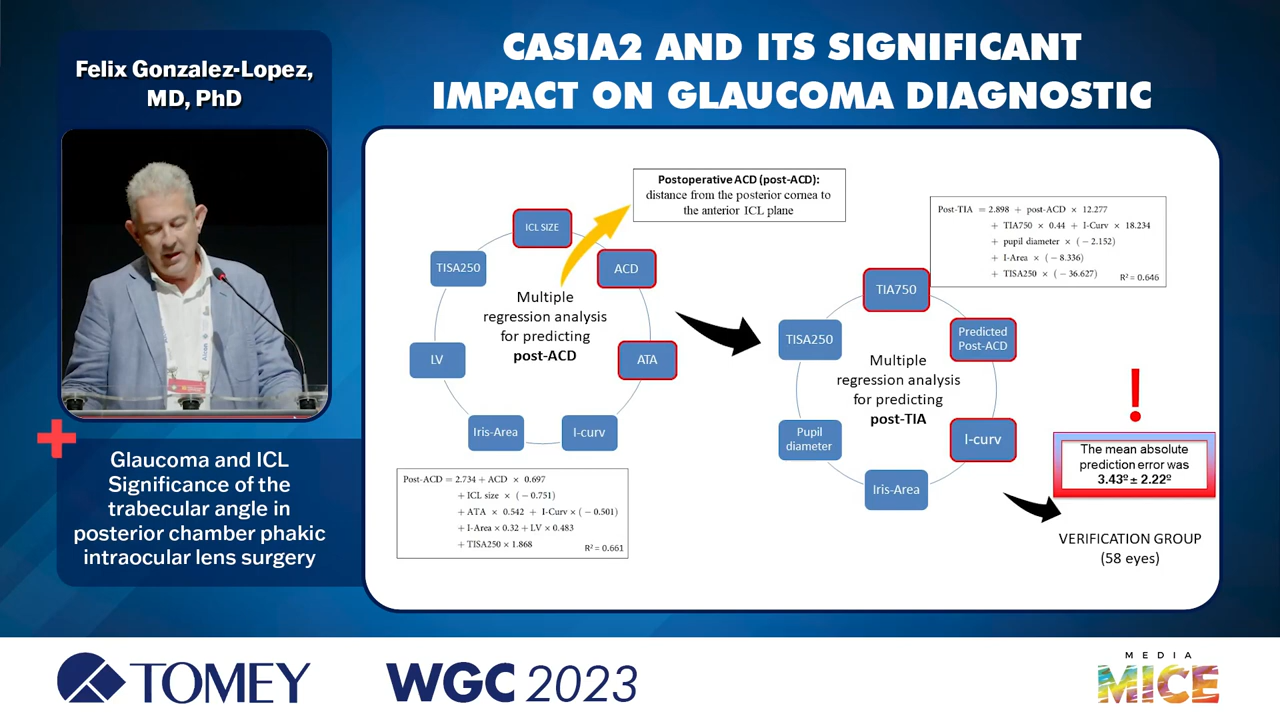 CASIA2 AND ITS SIGNIFICANT
IMPACT ON GLAUCOMA DIAGNOSTIC
Felix Gonzalez-Lopez,
MD, PhD
Alcon
Glaucoma and ICL
Significance of the
trabecular angle in
posterior chamber phakic
intraocular lens surgery
Postoperative ACD (post-ACD):
distance from the posterior cornea to
the anterior ICL plane
ICL SIZE
ACD
ATA
I-curv
Iris-Area
LV
TISA250
Multiple
regression analysis
for predicting
post-ACD
Post-ACD = 2.734 + ACD × 0.697
+ ICL size × (−0.751)
+ ATA × 0.542 + I-Curv × (−0.501)
+ I-Area × 0.32 + LV × 0.483
+ TISA250 × 1.868
R² = 0.661
Post-TIA = 2.898 + post-ACD × 12.277
+ TIA750 × 0.44 + I-Curv × 18.234
+ pupil diameter × (−2.152)
+ I-Area × (−8.336)
+ TISA250 × (−36.627)
R² = 0.646
TIA750
Predicted
Post-ACD
I-curv
Iris-Area
Pupil
diameter
TISA250
Multiple
regression analysis
for predicting
post-TIA
!
The mean absolute
prediction error was
3.43º ± 2.22º
VERIFICATION GROUP
(58 eyes)
TOMEY
WGC 2023
MEDIA
MICE